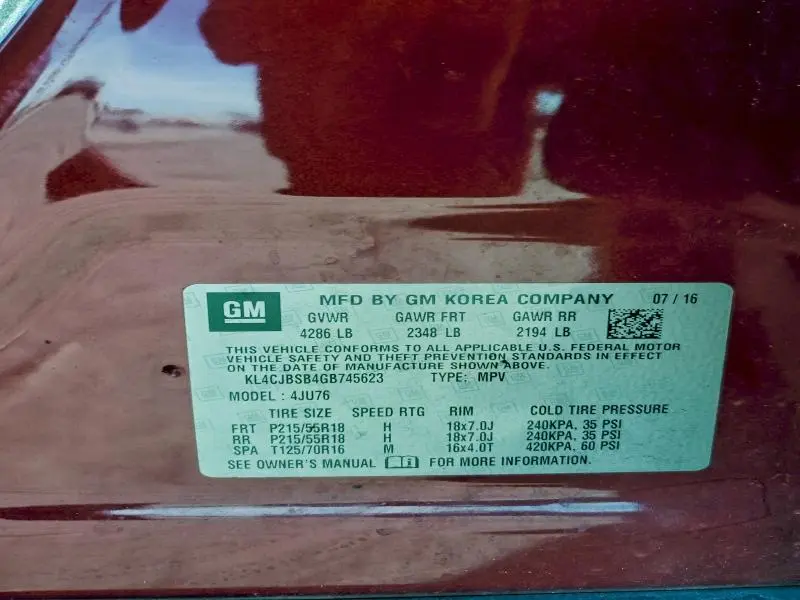 GM MFD BY GM KOREA COMPANY 07 / 16
GVWR GAWR FRT GAWR RR
4286 LB 2348 LB 2194 LB
THIS VEHICLE CONFORMS TO ALL APPLICABLE U.S. FEDERAL MOTOR
VEHICLE SAFETY AND THEFT PREVENTION STANDARDS IN EFFECT
ON THE DATE OF MANUFACTURE SHOWN ABOVE.
KL4CJBSB4GB745623 TYPE: MPV
MODEL : 4JU76
TIRE SIZE SPEED RTG RIM COLD TIRE PRESSURE
FRT P215/55R18 H 18x7.0J 240KPA, 35 PSI
RR P215/55R18 H 18x7.0J 240KPA, 35 PSI
SPA T125/70R16 M 16x4.0T 420KPA, 60 PSI
SEE OWNER'S MANUAL FOR MORE INFORMATION.